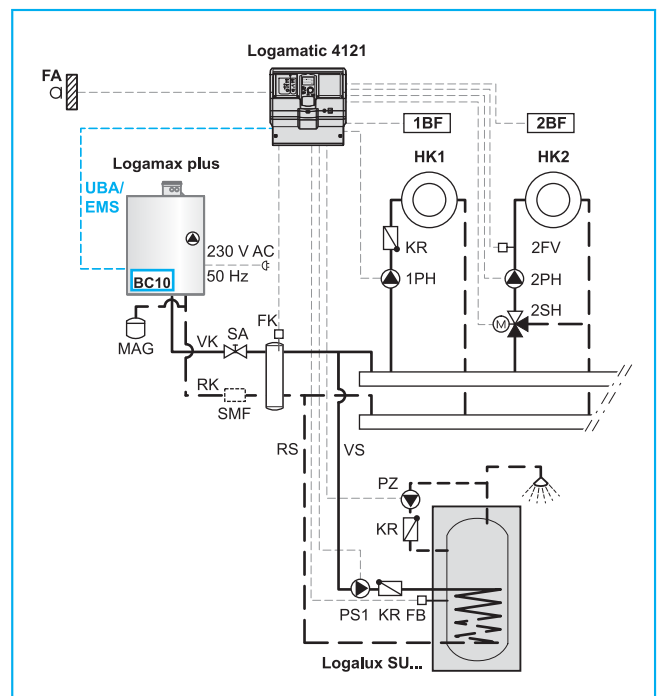 Logamatic 4121
FA
1BF
2BF
Logamax plus
HK1
HK2
UBA/
EMS
230 V AC
50 Hz
KR
2FV
BC10
1PH
2PH
FK
2SH
M
MAG
VK
SA
RK
SMF
RS
VS
PZ
KR
PS1
KR
FB
Logalux SU...